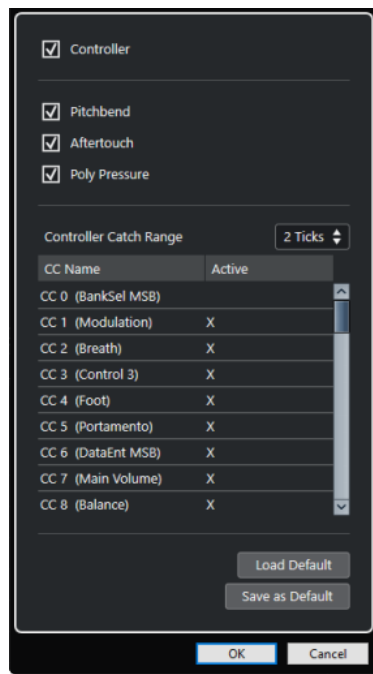 Controller
Pitchbend
Aftertouch
Poly Pressure
Controller Catch Range 2 Ticks
CC Name Active
CC 0 (BankSel MSB)
CC 1 (Modulation) X
CC 2 (Breath) X
CC 3 (Control 3) X
CC 4 (Foot) X
CC 5 (Portamento) X
CC 6 (DataEnt MSB) X
CC 7 (Main Volume) X
CC 8 (Balance) X
Load Default
Save as Default
OK Cancel